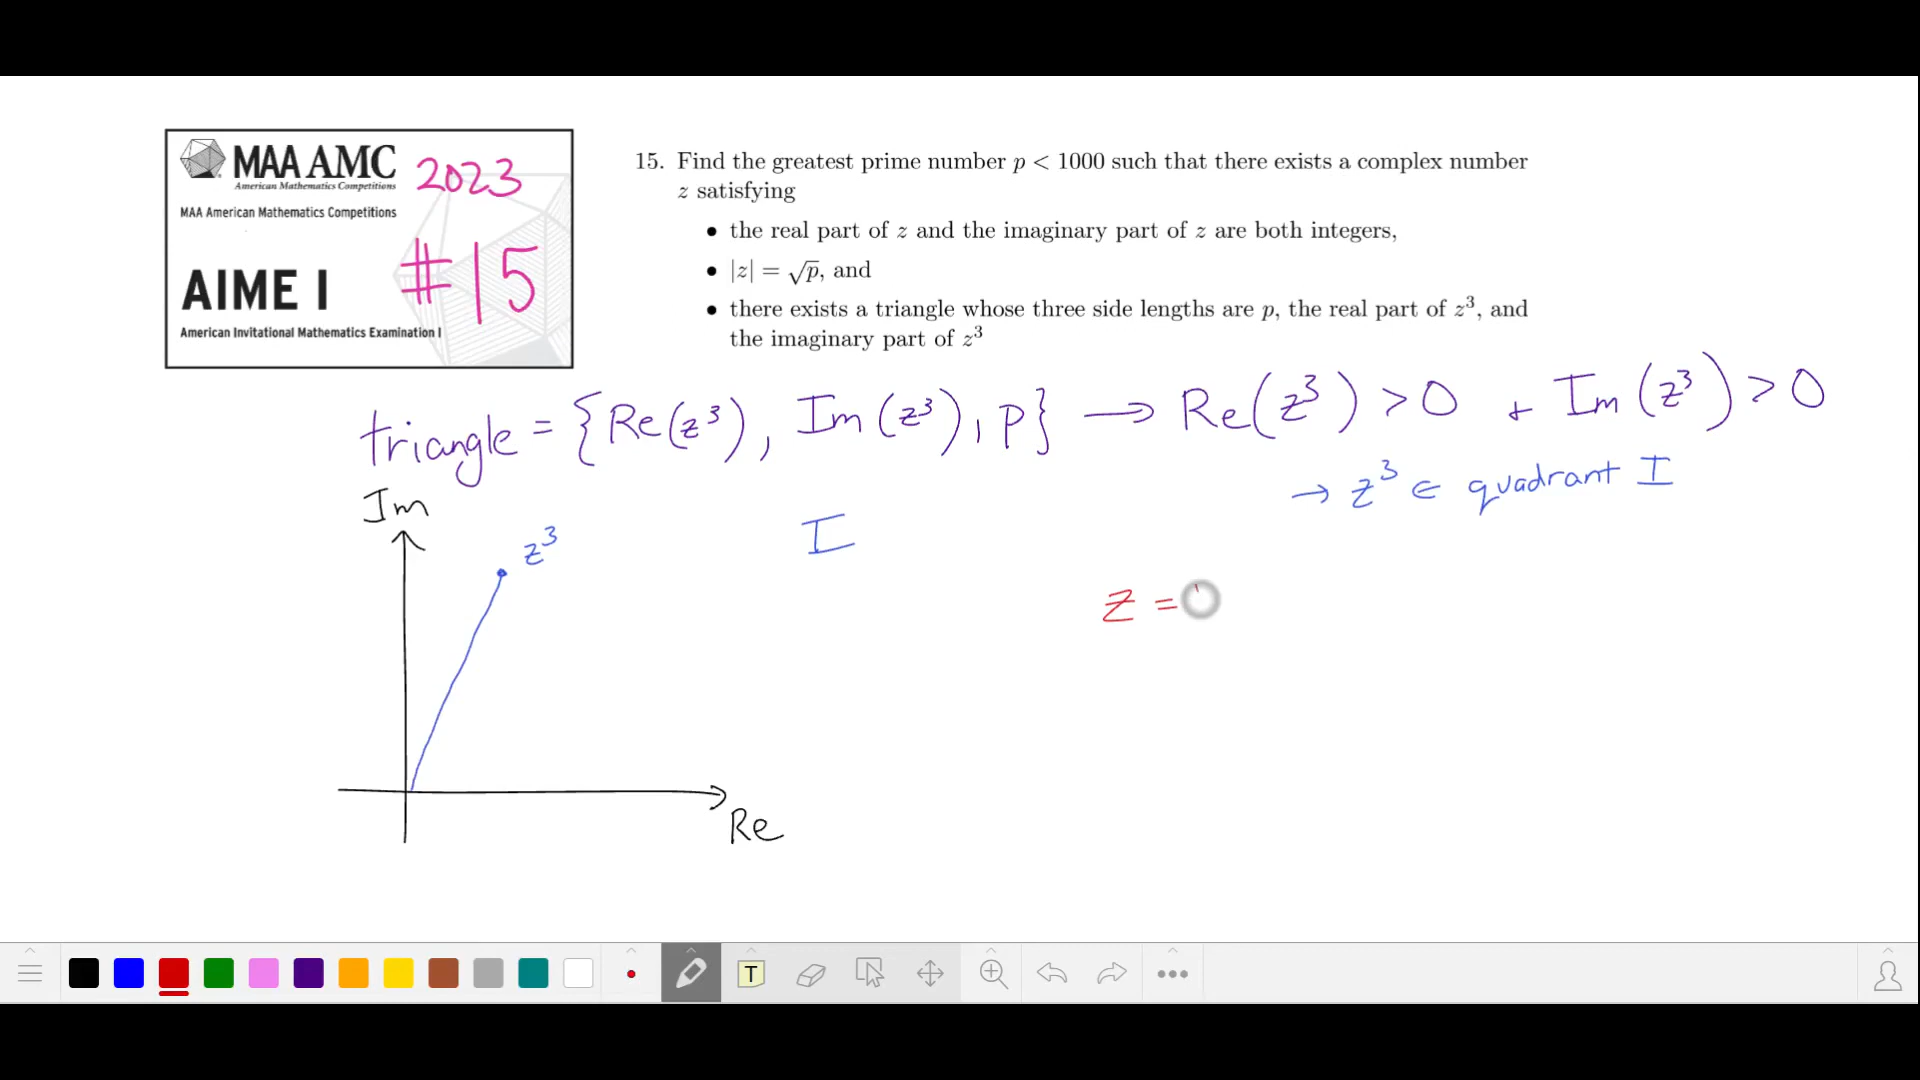 MAA AMC
American Mathematics Competitions
2023
MAA American Mathematics Competitions
AIME I
#15
American Invitational Mathematics Examination I
15. Find the greatest prime number p < 1000 such that there exists a complex number
z satisfying
• the real part of z and the imaginary part of z are both integers,
• |z| = √p, and
• there exists a triangle whose three side lengths are p, the real part of z³, and
the imaginary part of z³
triangle = {Re(z³), Im(z³), p} → Re(z³) > 0 + Im(z³) > 0
→ z³ ∈ quadrant I
Im
z³
I
z =
Re
T